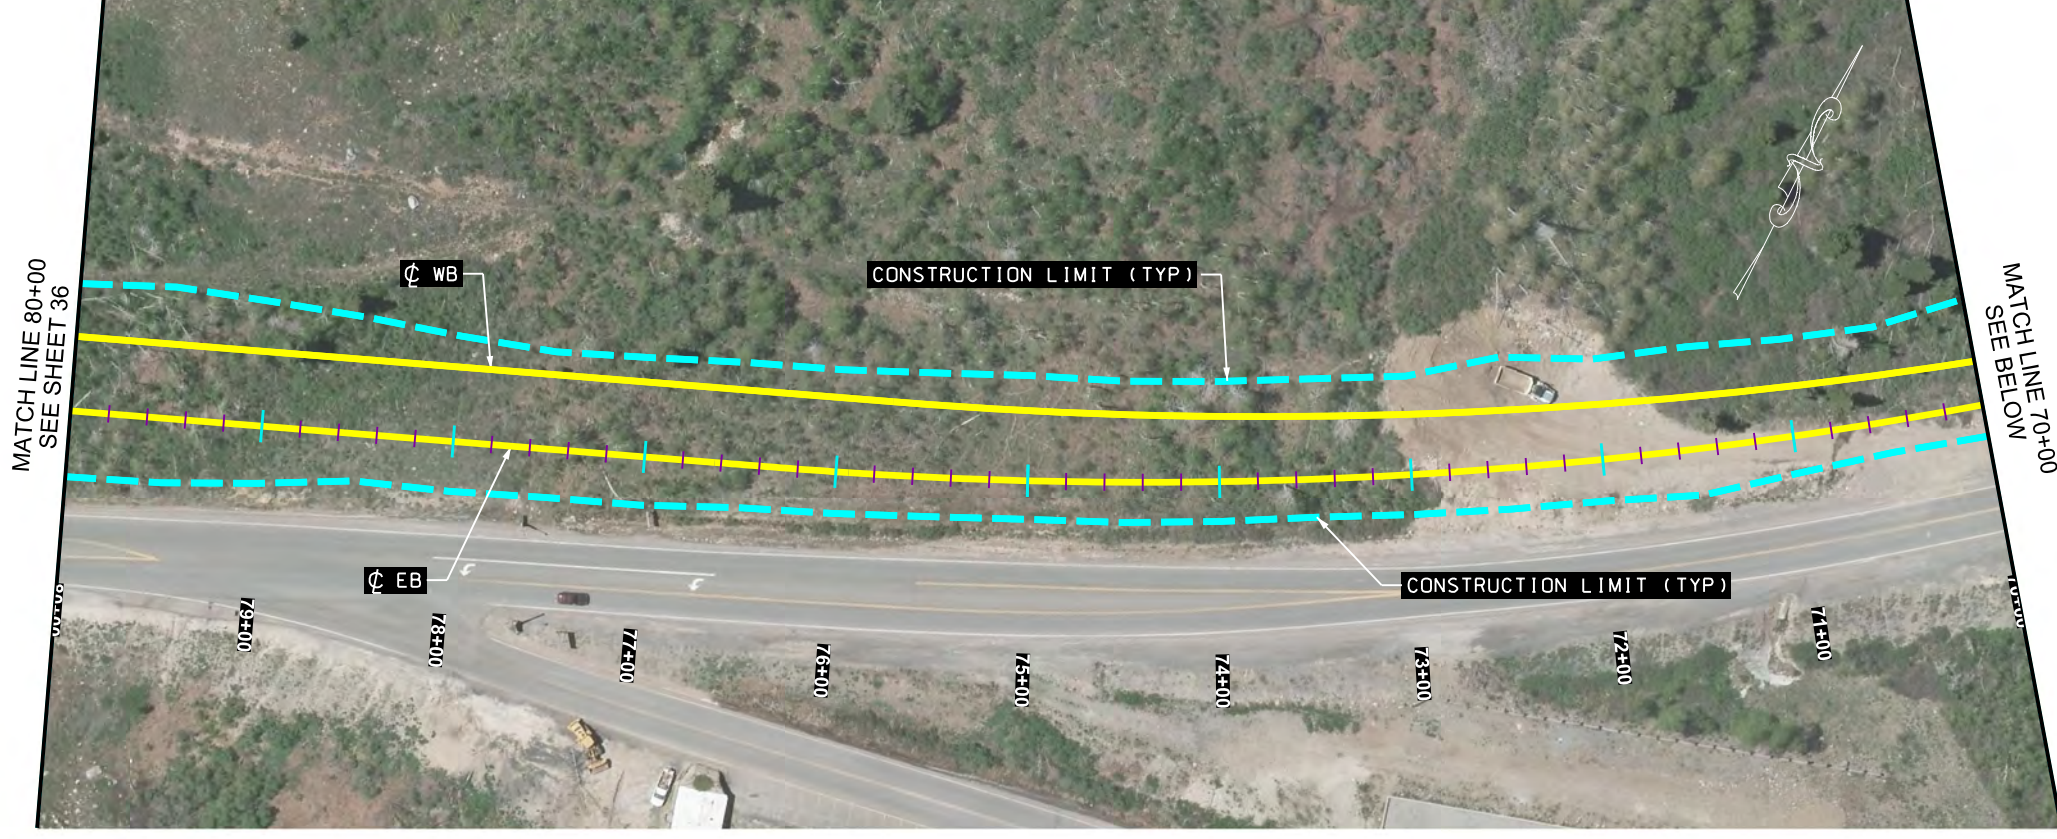 MATCH LINE 80+00
SEE SHEET 36
℄ WB
CONSTRUCTION LIMIT (TYP)
MATCH LINE 70+00
SEE BELOW
℄ EB
CONSTRUCTION LIMIT (TYP)
79+00
78+00
77+00
76+00
75+00
74+00
73+00
72+00
71+00